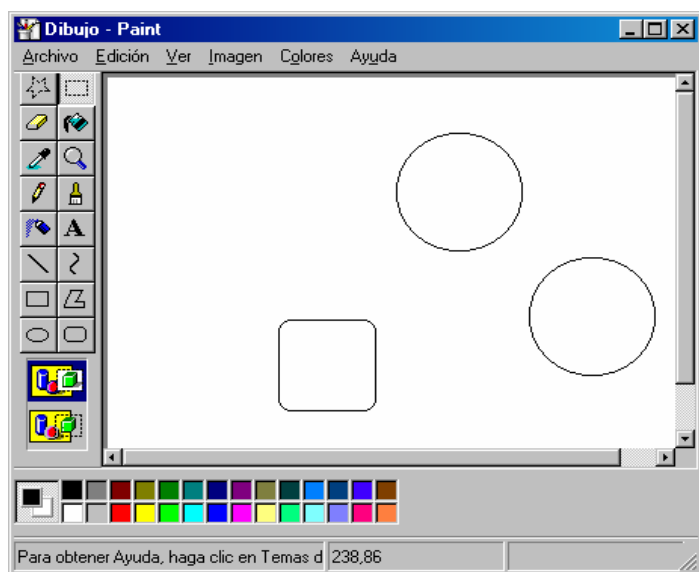 Dibujo - Paint
Archivo Edición Ver Imagen Colores Ayuda
A
Para obtener Ayuda, haga clic en Temas d 238,86